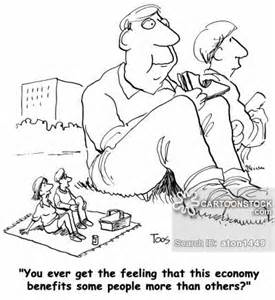 CARTOONSTOCK
.com
Search ID: aton1449
TOOS
"You ever get the feeling that this economy
benefits some people more than others?"